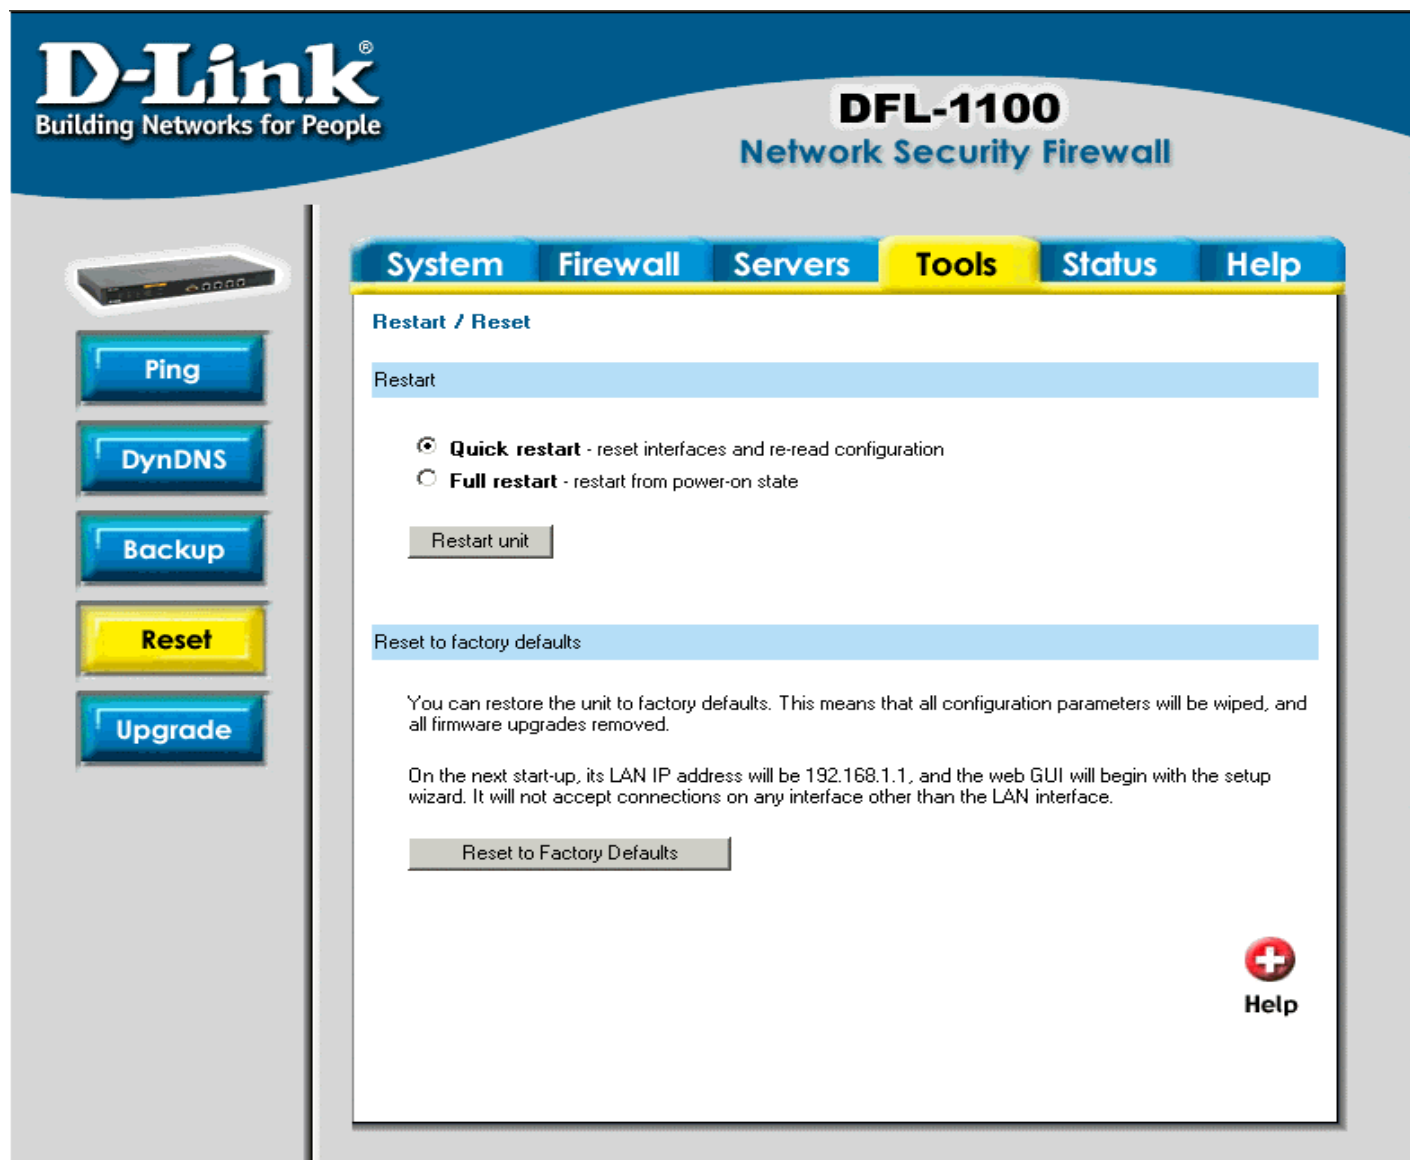 D-Link®
Building Networks for People
DFL-1100
Network Security Firewall
System Firewall Servers Tools Status Help
Ping
DynDNS
Backup
Reset
Upgrade
Restart / Reset
Restart
Quick restart - reset interfaces and re-read configuration
Full restart - restart from power-on state
Restart unit
Reset to factory defaults
You can restore the unit to factory defaults. This means that all configuration parameters will be wiped, and
all firmware upgrades removed.
On the next start-up, its LAN IP address will be 192.168.1.1, and the web GUI will begin with the setup
wizard. It will not accept connections on any interface other than the LAN interface.
Reset to Factory Defaults
Help